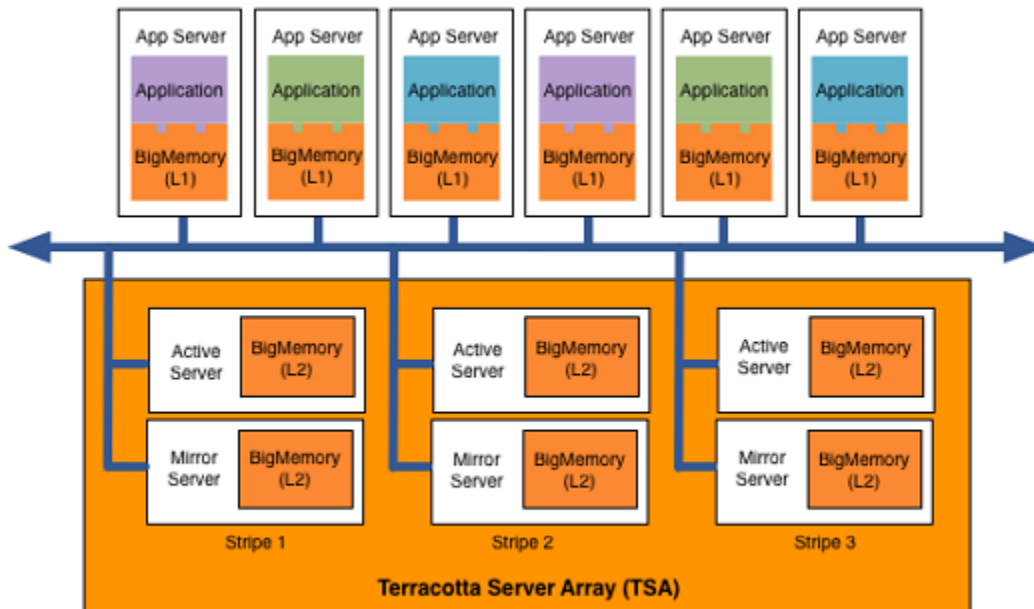 App Server
App Server
App Server
App Server
App Server
App Server
Application
Application
Application
Application
Application
Application
BigMemory
(L1)
BigMemory
(L1)
BigMemory
(L1)
BigMemory
(L1)
BigMemory
(L1)
BigMemory
(L1)
Active
Server
BigMemory
(L2)
Active
Server
BigMemory
(L2)
Active
Server
BigMemory
(L2)
Mirror
Server
BigMemory
(L2)
Mirror
Server
BigMemory
(L2)
Mirror
Server
BigMemory
(L2)
Stripe 1
Stripe 2
Stripe 3
Terracotta Server Array (TSA)